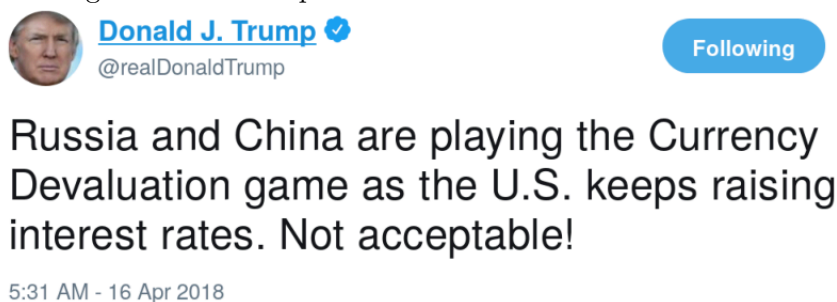 Donald J. Trump
@realDonaldTrump
Following
Russia and China are playing the Currency
Devaluation game as the U.S. keeps raising
interest rates. Not acceptable!
5:31 AM - 16 Apr 2018